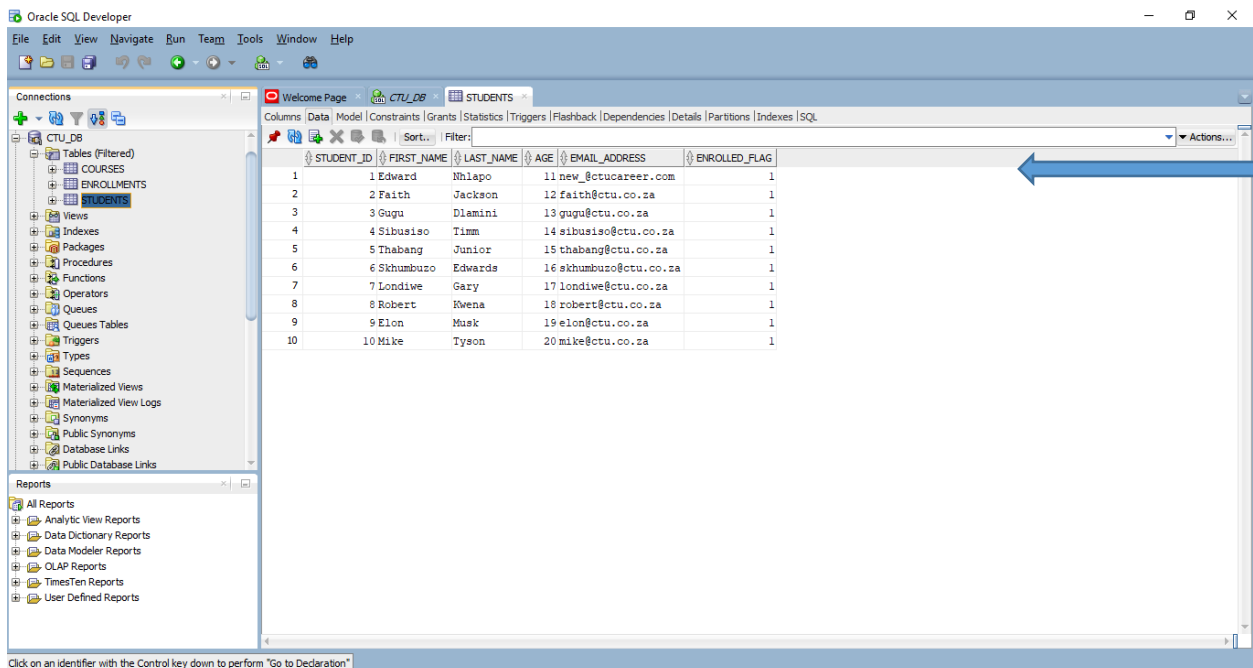 Oracle SQL Developer
File Edit View Navigate Run Team Tools Window Help
Connections
CTU_DB
Tables (Filtered)
COURSES
ENROLLMENTS
STUDENTS
Views
Indexes
Packages
Procedures
Functions
Operators
Queues
Queues Tables
Triggers
Types
Sequences
Materialized Views
Materialized View Logs
Synonyms
Public Synonyms
Database Links
Public Database Links
Reports
All Reports
Analytic View Reports
Data Dictionary Reports
Data Modeler Reports
OLAP Reports
TimesTen Reports
User Defined Reports
Welcome Page CTU_DB STUDENTS
Columns Data Model | Constraints | Grants | Statistics | Triggers | Flashback | Dependencies | Details | Partitions | Indexes | SQL
Sort.. Filter: Actions...
STUDENT_ID FIRST_NAME LAST_NAME AGE EMAIL_ADDRESS ENROLLED_FLAG
1 1 Edward Nhlapo 11 new_@ctucareer.com 1
2 2 Faith Jackson 12 faith@ctu.co.za 1
3 3 Gugu Dlamini 13 gugu@ctu.co.za 1
4 4 Sibusiso Timm 14 sibusiso@ctu.co.za 1
5 5 Thabang Junior 15 thabang@ctu.co.za 1
6 6 Skhumbuzo Edwards 16 skhumbuzo@ctu.co.za 1
7 7 Londiwe Gary 17 londiwe@ctu.co.za 1
8 8 Robert Kwena 18 robert@ctu.co.za 1
9 9 Elon Musk 19 elon@ctu.co.za 1
10 10 Mike Tyson 20 mike@ctu.co.za 1
Click on an identifier with the Control key down to perform "Go to Declaration"